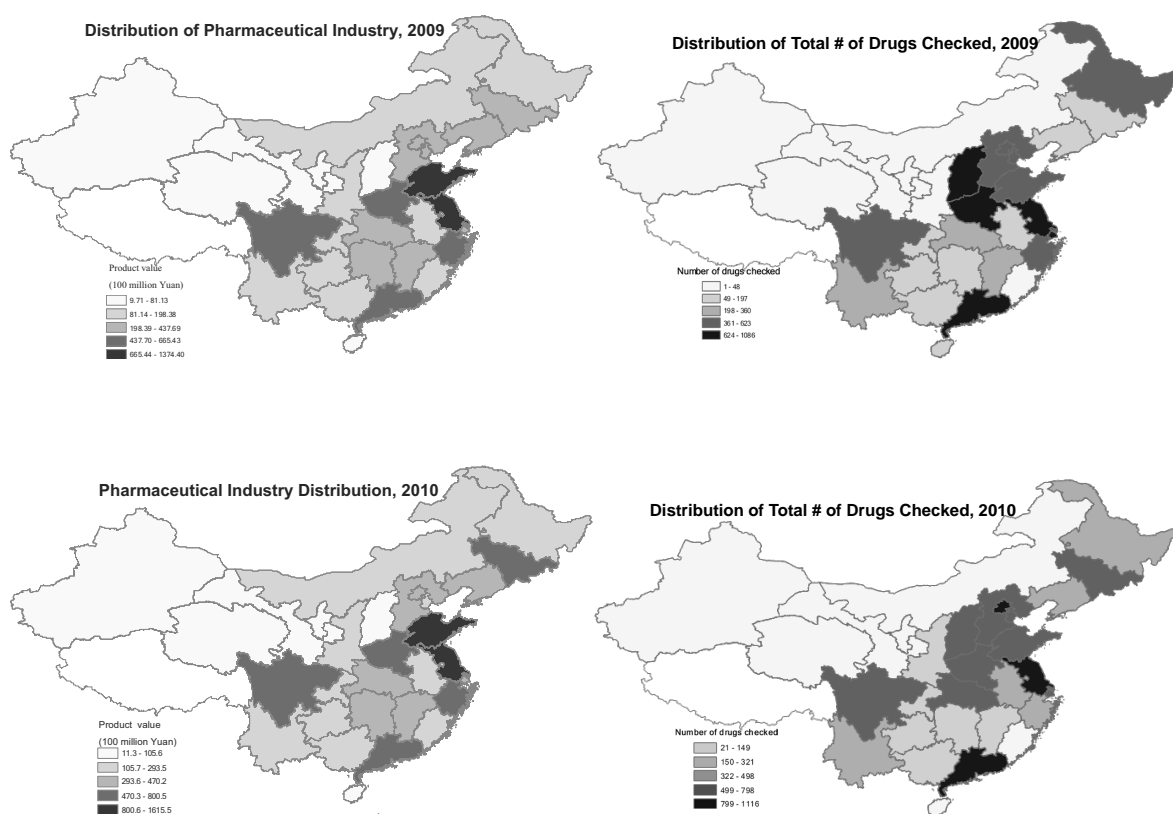 Distribution of Pharmaceutical Industry, 2009
Product value
(100 million Yuan)
9.71 - 81.13
81.14 - 198.38
198.39 - 437.69
437.70 - 665.43
665.44 - 1374.40
Distribution of Total # of Drugs Checked, 2009
Number of drugs checked
1 - 48
49 - 197
198 - 360
361 - 623
624 - 1086
Pharmaceutical Industry Distribution, 2010
Product value
(100 million Yuan)
11.3 - 105.6
105.7 - 293.5
293.6 - 470.2
470.3 - 800.5
800.6 - 1615.5
Distribution of Total # of Drugs Checked, 2010
Number of drugs checked
21 - 149
150 - 321
322 - 498
499 - 798
799 - 1116